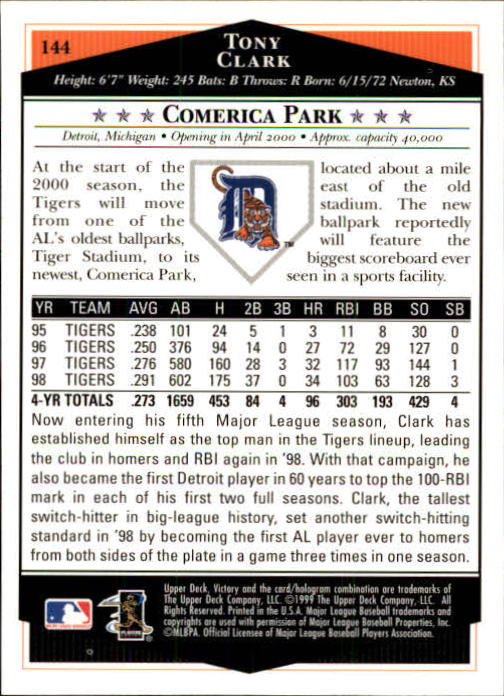 144
TONY
CLARK
Height: 6'7" Weight: 245 Bats: B Throws: R Born: 6/15/72 Newton, KS
★ ★ ★ COMERICA PARK ★ ★ ★
Detroit, Michigan • Opening in April 2000 • Approx. capacity 40,000
At the start of the
2000 season, the
Tigers will move
from one of the
AL's oldest ballparks,
Tiger Stadium, to its
newest, Comerica Park,
D
TM
located about a mile
east of the old
stadium. The new
ballpark reportedly
will feature the
biggest scoreboard ever
seen in a sports facility.
YR TEAM AVG AB H 2B 3B HR RBI BB SO SB
95 TIGERS .238 101 24 5 1 3 11 8 30 0
96 TIGERS .250 376 94 14 0 27 72 29 127 0
97 TIGERS .276 580 160 28 3 32 117 93 144 1
98 TIGERS .291 602 175 37 0 34 103 63 128 3
4-YR TOTALS .273 1659 453 84 4 96 303 193 429 4
Now entering his fifth Major League season, Clark has
established himself as the top man in the Tigers lineup, leading
the club in homers and RBI again in '98. With that campaign, he
also became the first Detroit player in 60 years to top the 100-RBI
mark in each of his first two full seasons. Clark, the tallest
switch-hitter in big-league history, set another switch-hitting
standard in '98 by becoming the first AL player ever to homers
from both sides of the plate in a game three times in one season.
Upper Deck, Victory and the card/hologram combination are trademarks of
The Upper Deck Company, LLC. ©1999 The Upper Deck Company, LLC. All
Rights Reserved. Printed in the U.S.A. Major League Baseball trademarks and
copyrights are used with permission of Major League Baseball Properties, Inc.
©MLBPA. Official Licensee of Major League Baseball Players Association.